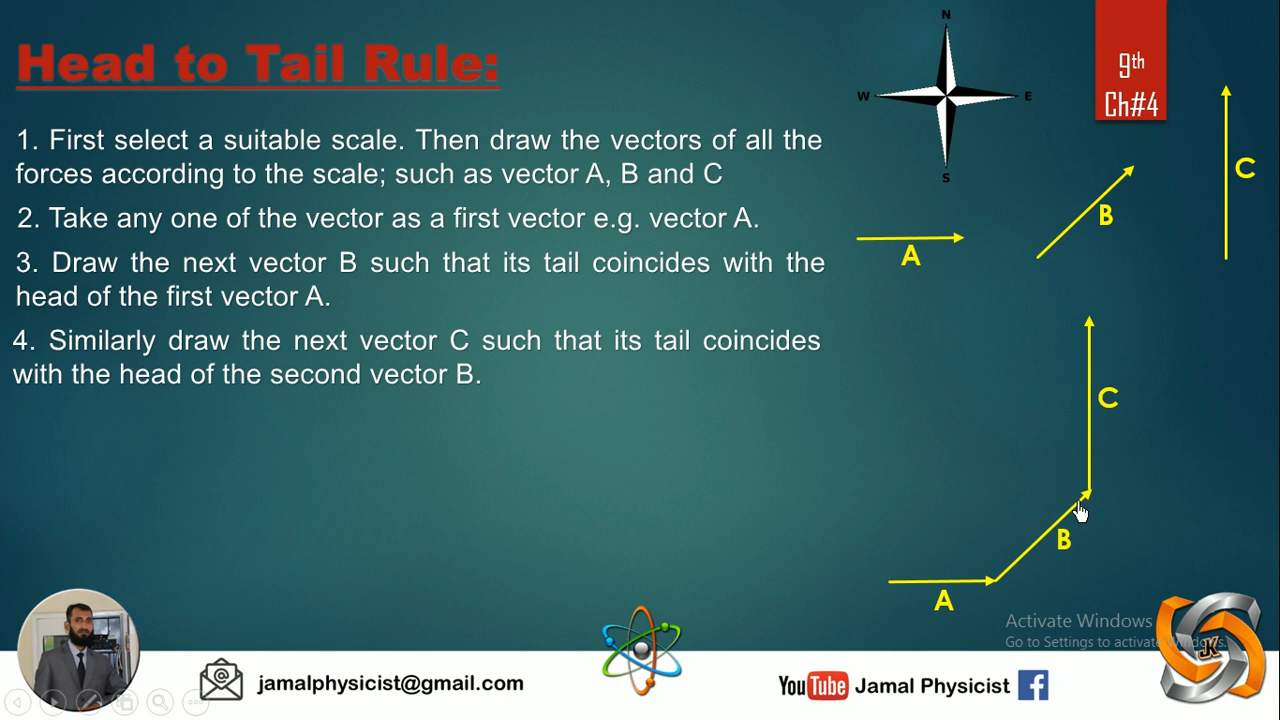 Head to Tail Rule:
N
W
E
S
9th
Ch#4
1. First select a suitable scale. Then draw the vectors of all the
forces according to the scale; such as vector A, B and C
2. Take any one of the vector as a first vector e.g. vector A.
3. Draw the next vector B such that its tail coincides with the
head of the first vector A.
4. Similarly draw the next vector C such that its tail coincides
with the head of the second vector B.
A
B
C
C
B
A
Activate Windows
Go to Settings to activate Windows.
JK
jamalphysicist@gmail.com
YouTube Jamal Physicist f